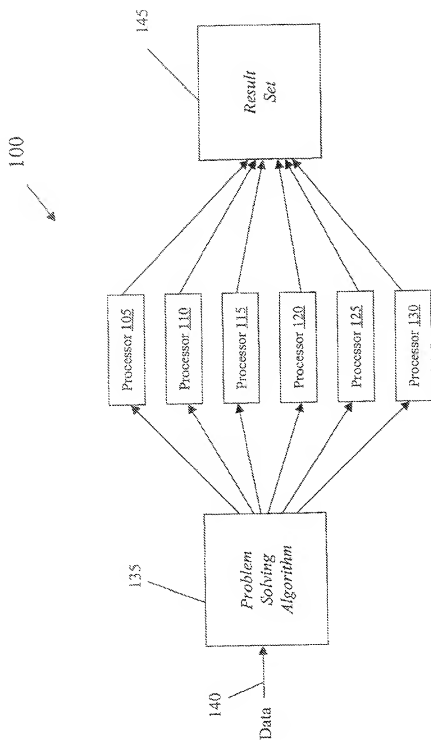 100
Data
140
135
Problem
Solving
Algorithm
Processor 105
Processor 110
Processor 115
Processor 120
Processor 125
Processor 130
145
Result
Set